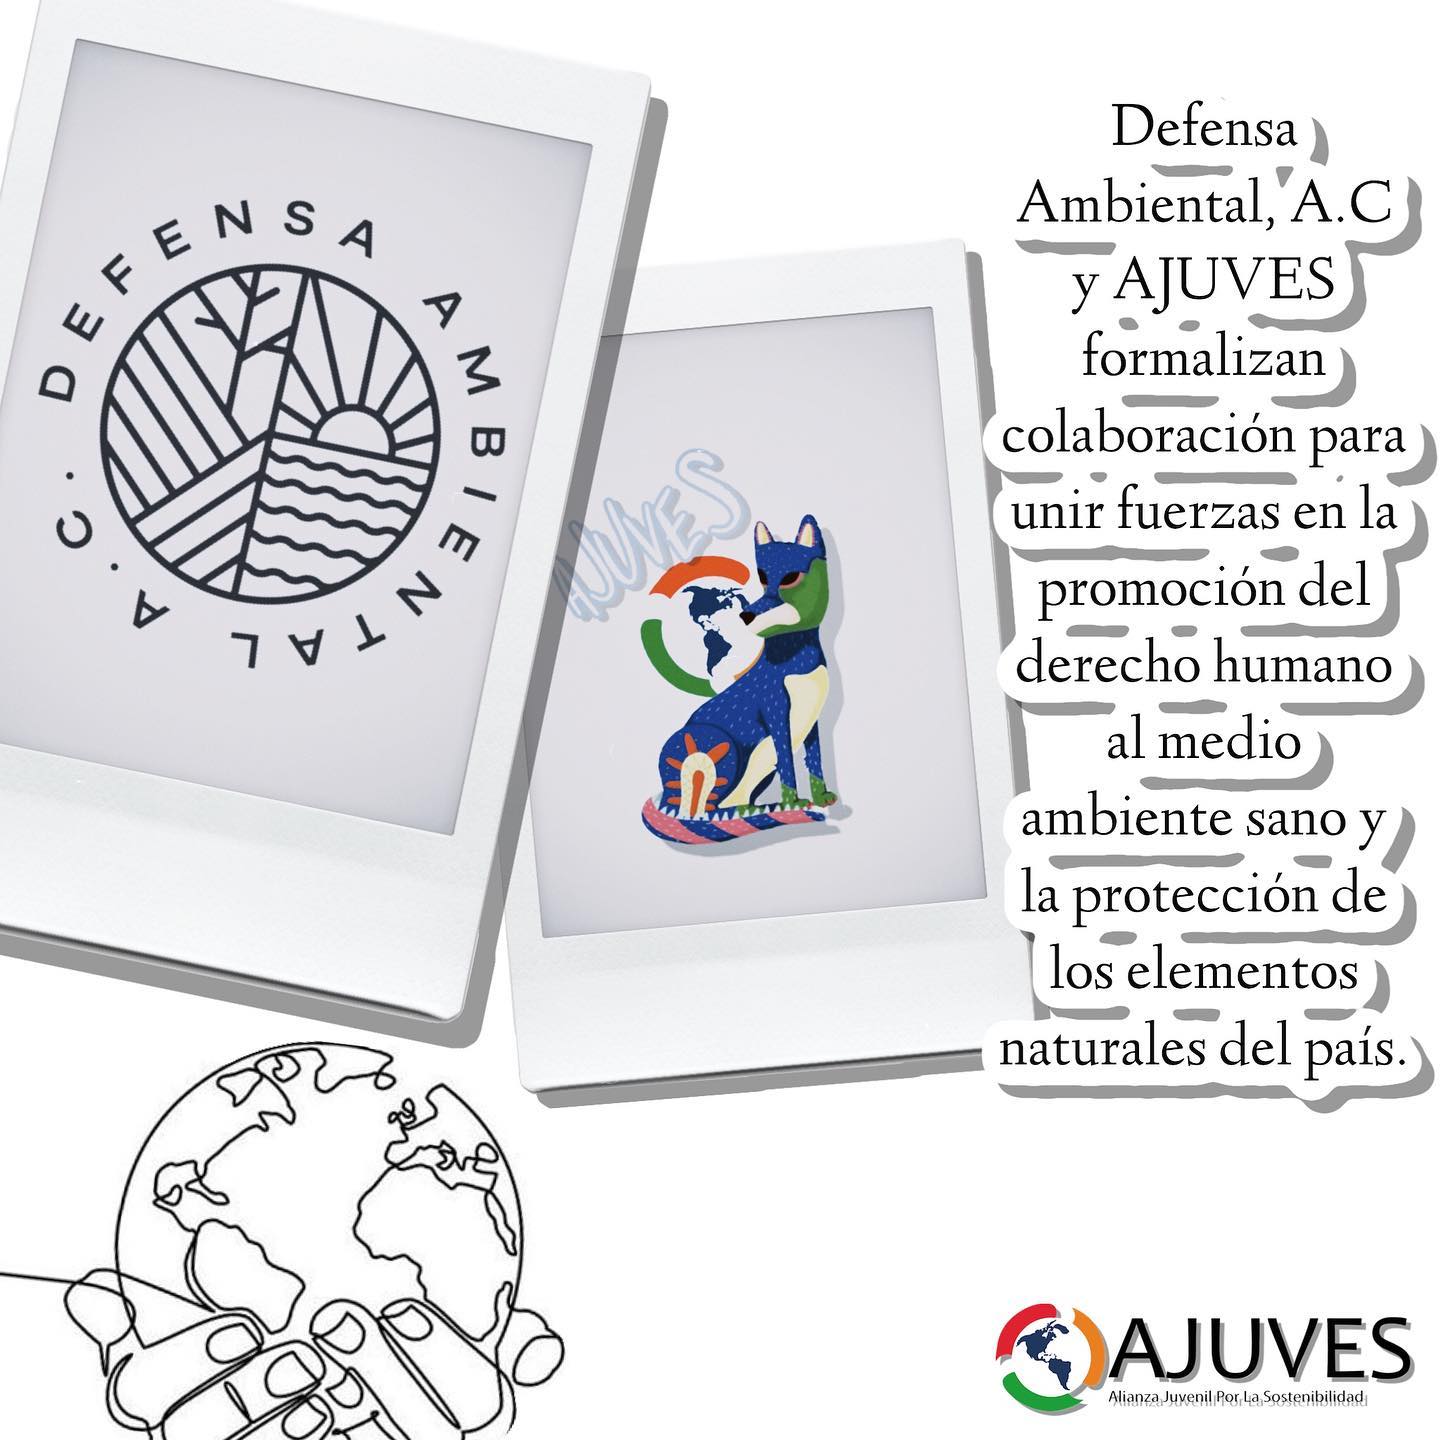 DEFENSA AMBIENTAL A.C.
AJUVES
Defensa
Ambiental, A.C
y AJUVES
formalizan
colaboración para
unir fuerzas en la
promoción del
derecho humano
al medio
ambiente sano y
la protección de
los elementos
naturales del país.
AJUVES
Alianza Juvenil Por La Sostenibilidad